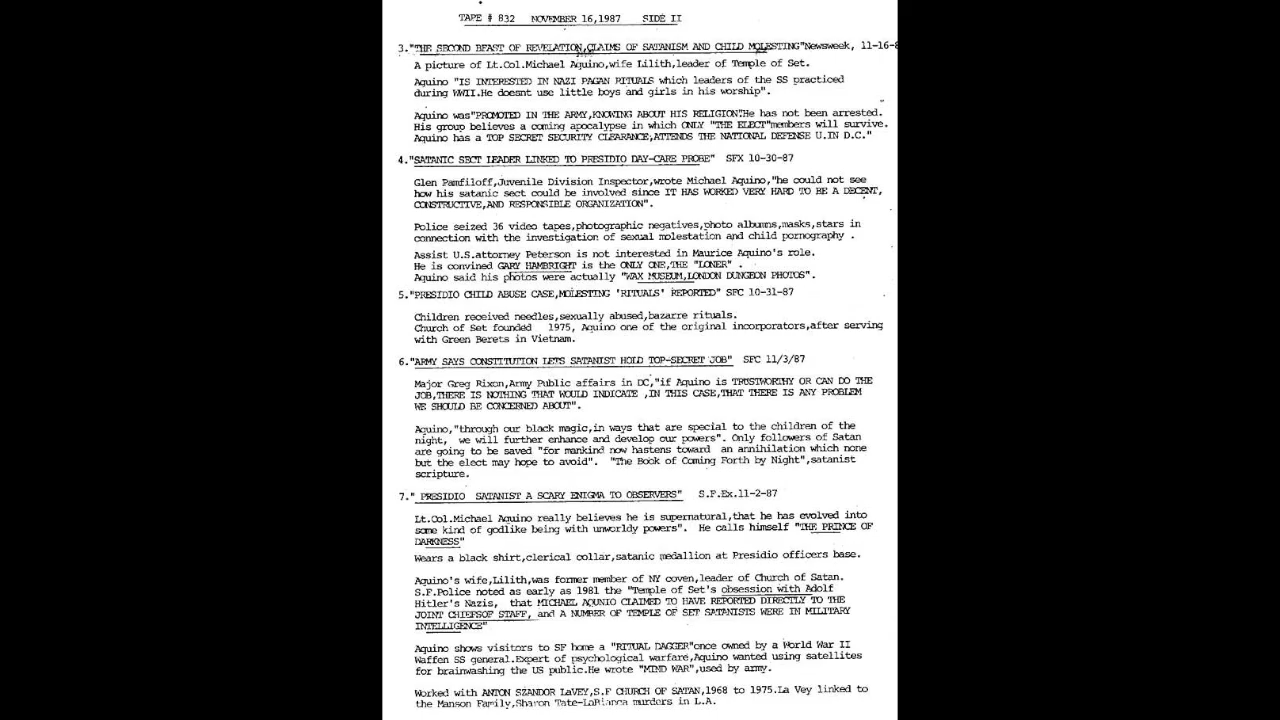 TAPE # 832 NOVEMBER 16,1987 SIDE II
3."THE SECOND BEAST OF REVELATION,CLAIMS OF SATANISM AND CHILD MOLESTING"Newsweek, 11-16-8
A picture of Lt.Col.Michael Aquino,wife Lilith,leader of Temple of Set.
Aquino "IS INTERESTED IN NAZI PAGAN RITUALS which leaders of the SS practiced
during WWII.He doesnt use little boys and girls in his worship".
Aquino was"PROMOTED IN THE ARMY,KNOWING ABOUT HIS RELIGION"He has not been arrested.
His group believes a coming apocalypse in which ONLY "THE ELECT"members will survive.
Aquino has a TOP SECRET SECURITY CLEARANCE,ATTENDS THE NATIONAL DEFENSE U.IN D.C."
4."SATANIC SECT LEADER LINKED TO PRESIDIO DAY-CARE PROBE" SFX 10-30-87
Glen Pamfiloff,Juvenile Division Inspector,wrote Michael Aquino,"he could not see
how his satanic sect could be involved since IT HAS WORKED VERY HARD TO BE A DECENT,
CONSTRUCTIVE,AND RESPONSIBLE ORGANIZATION".
Police seized 36 video tapes,photographic negatives,photo albums,masks,stars in
connection with the investigation of sexual molestation and child pornography .
Assist U.S.attorney Peterson is not interested in Maurice Aquino's role.
He is convined GARY HAMBRIGHT is the ONLY ONE,THE "LONER" .
Aquino said his photos were actually "WAX MUSEUM,LONDON DUNGEON PHOTOS".
5."PRESIDIO CHILD ABUSE CASE,MOLESTING 'RITUALS' REPORTED" SFC 10-31-87
Children received needles,sexually abused,bazarre rituals.
Church of Set founded 1975, Aquino one of the original incorporators,after serving
with Green Berets in Vietnam.
6."ARMY SAYS CONSTITUTION LETS SATANIST HOLD TOP-SECRET JOB" SFC 11/3/87
Major Greg Rixon,Army Public affairs in DC,"if Aquino is TRUSTWORTHY OR CAN DO THE
JOB,THERE IS NOTHING THAT WOULD INDICATE ,IN THIS CASE,THAT THERE IS ANY PROBLEM
WE SHOULD BE CONCERNED ABOUT".
Aquino,"through our black magic,in ways that are special to the children of the
night, we will further enhance and develop our powers". Only followers of Satan
are going to be saved "for mankind now hastens toward an annihilation which none
but the elect may hope to avoid". "The Book of Coming Forth by Night",satanist
scripture.
7." PRESIDIO SATANIST A SCARY ENIGMA TO OBSERVERS" S.F.Ex.11-2-87
Lt.Col.Michael Aquino really believes he is supernatural,that he has evolved into
some kind of godlike being with unworldy powers". He calls himself "THE PRINCE OF
DARKNESS"
Wears a black shirt,clerical collar,satanic medallion at Presidio officers base.
Aquino's wife,Lilith,was former member of NY coven,leader of Church of Satan.
S.F.Police noted as early as 1981 the "Temple of Set's obsession with Adolf
Hitler's Nazis, that MICHAEL AQUNIO CLAIMED TO HAVE REPORTED DIRECTLY TO THE
JOINT CHIEFSOF STAFF, and A NUMBER OF TEMPLE OF SET SATANISTS WERE IN MILITARY
INTELLIGENCE"
Aquino shows visitors to SF home a "RITUAL DAGGER"once owned by a World War II
Waffen SS general.Expert of psychological warfare,Aquino wanted using satellites
for brainwashing the US public.He wrote "MIND WAR",used by army.
Worked with ANTON SZANDOR LaVEY,S.F CHURCH OF SATAN,1968 to 1975.La Vey linked to
the Manson Family,Sharon Tate-LaBianca murders in L.A.